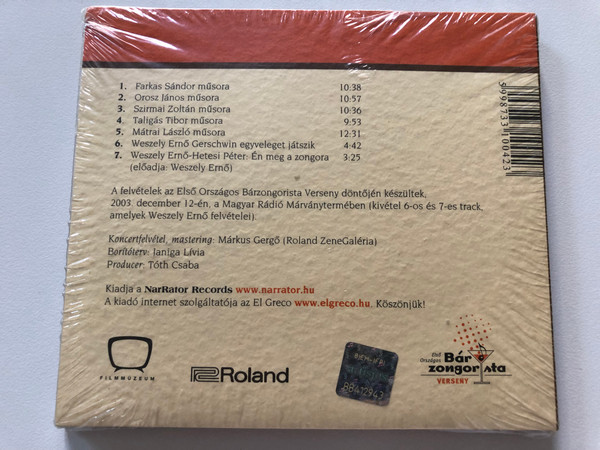 1. Farkas Sándor műsora 10:38
2. Orosz János műsora 10:57
3. Szirmai Zoltán műsora 10:36
4. Taligás Tibor műsora 9:53
5. Mátrai László műsora 12:31
6. Weszely Ernő Gerschwin egyveleget játszik 4:42
7. Weszely Ernő-Hetesi Péter: Én meg a zongora 3:25
(előadja: Weszely Ernő)
A felvételek az Első Országos Bárzongorista Verseny döntőjén készültek,
2003. december 12-én, a Magyar Rádió Márványtermében (kivétel 6-os és 7-es track,
amelyek Weszely Ernő felvételei).
Koncertfelvétel, mastering: Márkus Gergő (Roland ZeneGaléria)
Borítóterv: Janiga Lívia
Producer: Tóth Csaba
Kiadja a NarRator Records www.narrator.hu
A kiadó internet szolgáltatója az El Greco www.elgreco.hu. Köszönjük!
FILMMÚZEUM
Roland
Első Országos
Bár
zongorista
VERSENY
5998733100423